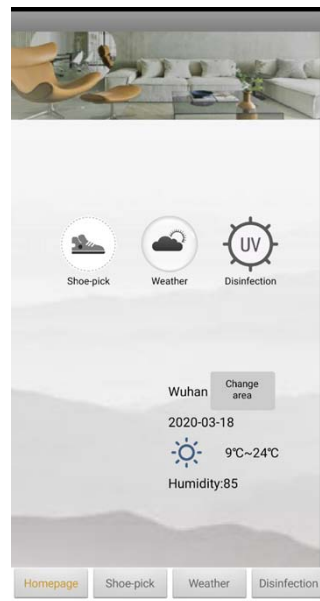 UV
Shoe-pick Weather Disinfection
Wuhan Change area
2020-03-18
9℃~24℃
Humidity:85
Homepage Shoe-pick Weather Disinfection